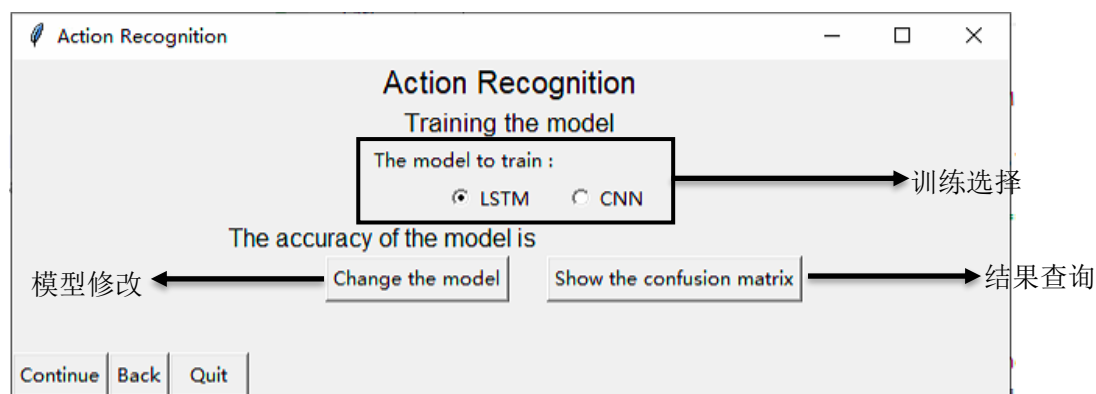 Action Recognition
Action Recognition
Training the model
The model to train :
LSTM CNN
训练选择
The accuracy of the model is
模型修改
Change the model
Show the confusion matrix
结果查询
Continue Back Quit